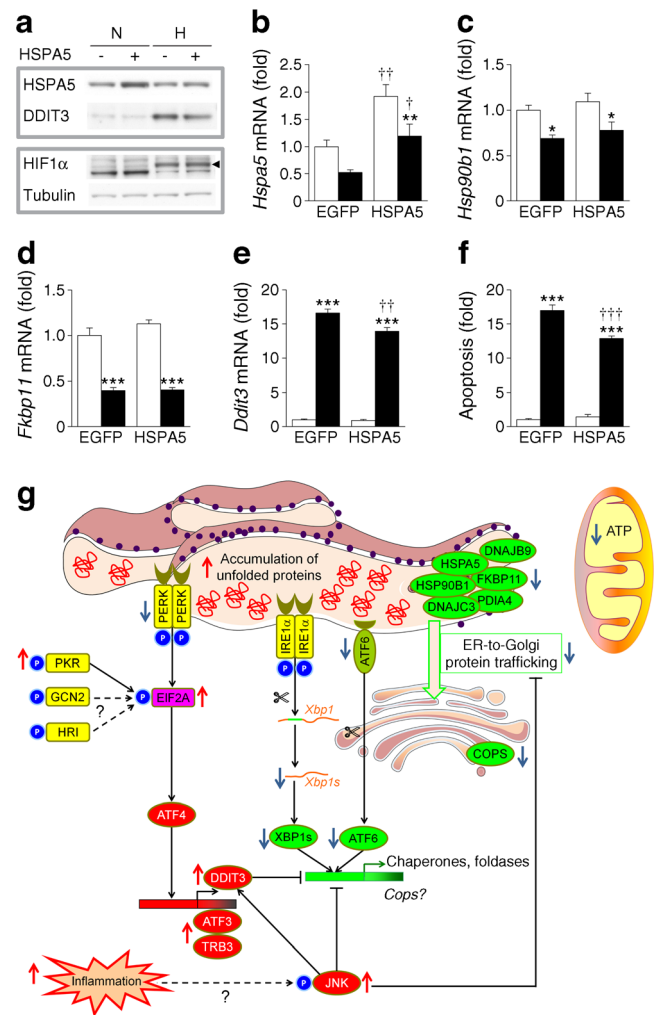 a
N H
HSPA5 - + - +
HSPA5
DDIT3
HIF1α
Tubulin
b
Hspa5 mRNA (fold)
2.5
2.0
1.5
1.0
0.5
0
††
†
**
EGFP HSPA5
c
Hsp90b1 mRNA (fold)
1.5
1.0
0.5
0
*
*
EGFP HSPA5
d
Fkbp11 mRNA (fold)
1.5
1.0
0.5
0
***
***
EGFP HSPA5
e
Ddit3 mRNA (fold)
20
15
10
5
0
***
††
***
EGFP HSPA5
f
Apoptosis (fold)
20
15
10
5
0
***
†††
***
EGFP HSPA5
g
Accumulation of
unfolded proteins
DNAJB9
HSPA5
FKBP11
HSP90B1
PDIA4
DNAJC3
ATP
PERK
PERK
P P
IRE1α
IRE1α
P P
ATF6
ER-to-Golgi
protein trafficking
P PKR
P GCN2
P HRI
?
P EIF2A
Xbp1
Xbp1s
COPS
ATF4
XBP1s
ATF6
Chaperones, foldases
Cops?
DDIT3
ATF3
TRB3
Inflammation
?
P JNK